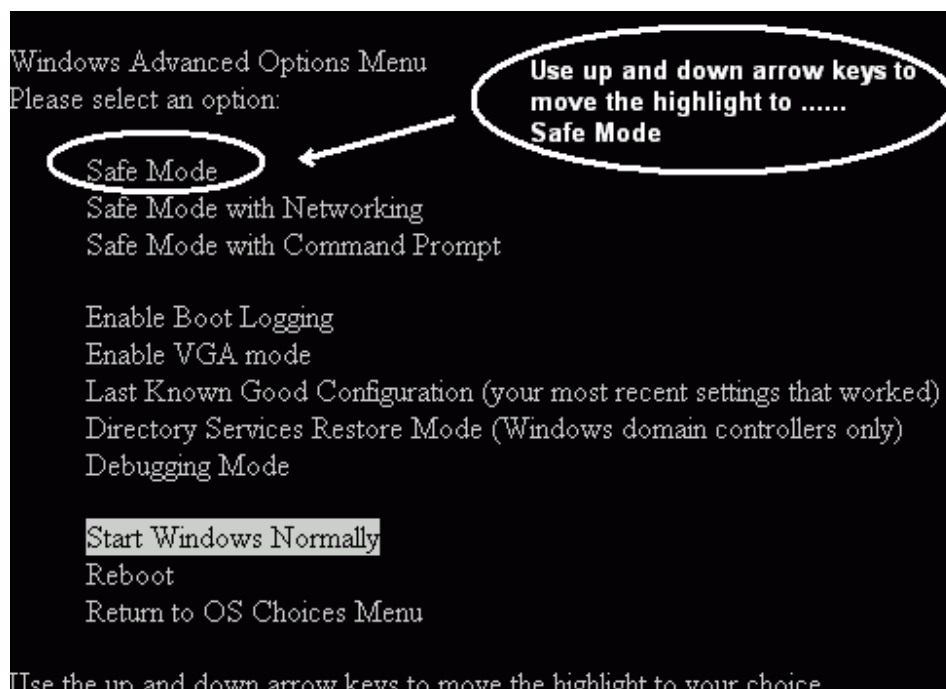 Windows Advanced Options Menu
Please select an option:
Use up and down arrow keys to
move the highlight to ......
Safe Mode
Safe Mode
Safe Mode with Networking
Safe Mode with Command Prompt
Enable Boot Logging
Enable VGA mode
Last Known Good Configuration (your most recent settings that worked)
Directory Services Restore Mode (Windows domain controllers only)
Debugging Mode
Start Windows Normally
Reboot
Return to OS Choices Menu
Use the up and down arrow keys to move the highlight to your choice